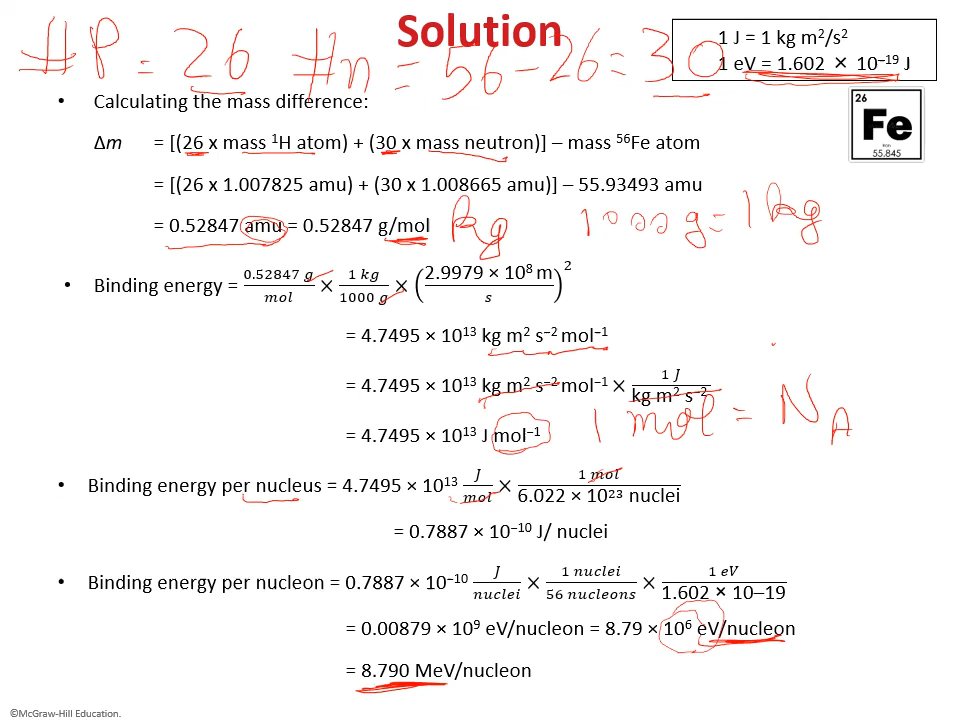 Solution
#P = 26 #n = 56 – 26 = 30
1 J = 1 kg m²/s²
1 eV = 1.602 × 10⁻¹⁹ J
• Calculating the mass difference:
26
Fe
iron
55.845
Δm = [(26 x mass ¹H atom) + (30 x mass neutron)] – mass ⁵⁶Fe atom
= [(26 x 1.007825 amu) + (30 x 1.008665 amu)] – 55.93493 amu
= 0.52847 amu = 0.52847 g/mol kg 1000 g = 1 kg
• Binding energy = 0.52847 g/mol × 1 kg/1000 g × (2.9979 × 10⁸ m/s)²
= 4.7495 × 10¹³ kg m² s⁻² mol⁻¹
= 4.7495 × 10¹³ kg m² s⁻² mol⁻¹ × 1 J/kg m² s⁻²
1 mol = N_A
= 4.7495 × 10¹³ J mol⁻¹
• Binding energy per nucleus = 4.7495 × 10¹³ J/mol × 1 mol/6.022 × 10²³ nuclei
= 0.7887 × 10⁻¹⁰ J/ nuclei
• Binding energy per nucleon = 0.7887 × 10⁻¹⁰ J/nuclei × 1 nuclei/56 nucleons × 1 eV/1.602 × 10–19
= 0.00879 × 10⁹ eV/nucleon = 8.79 × 10⁶ eV/nucleon
= 8.790 MeV/nucleon
©McGraw-Hill Education.